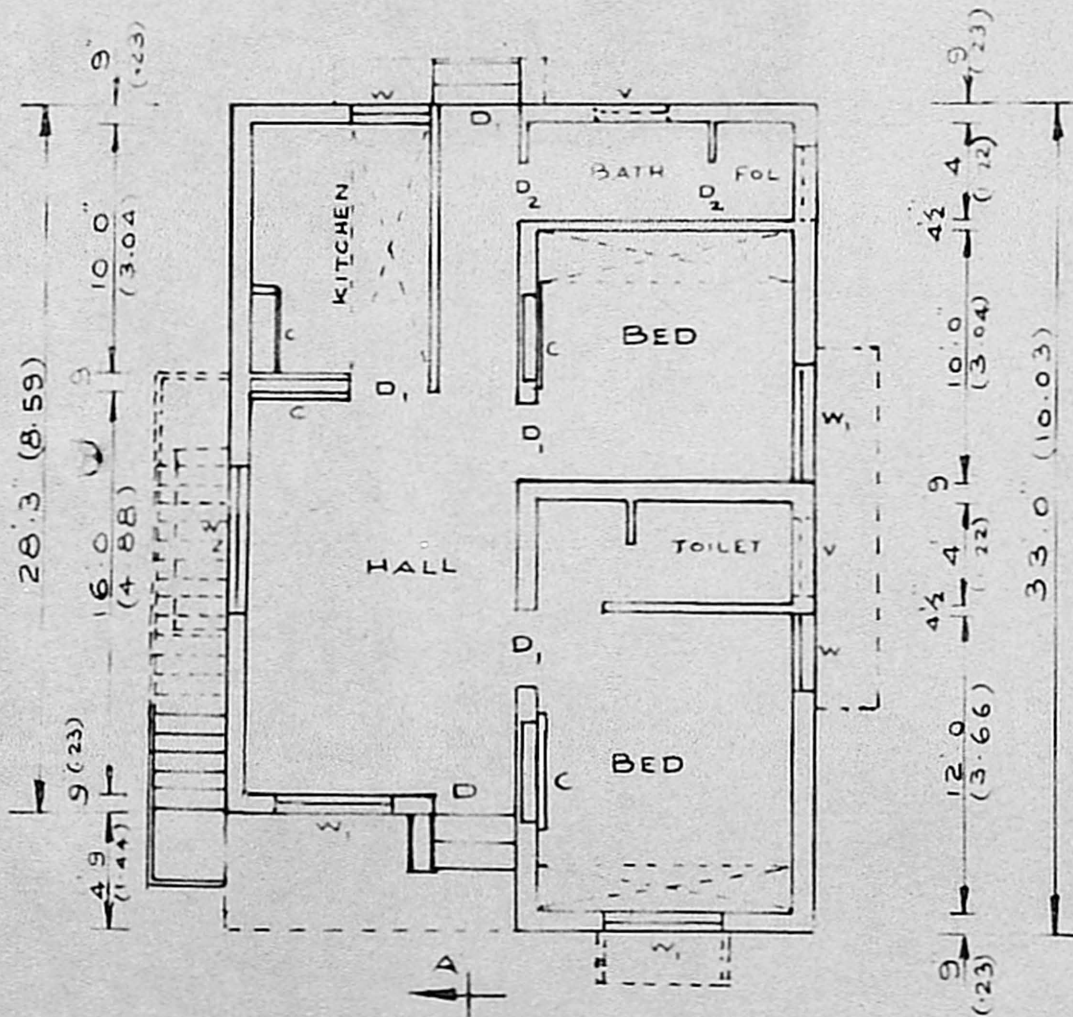 9"
(.23)
28'.3" (8.59)
10'.0"
(3.04)
9
16'.0
(4.88)
9 (.23)
4'.9
(1.44)
W
D
V
KITCHEN
C
C
D1
BATH
D2
D2
FOL
BED
C
D1
W1
HALL
TOILET
V
W
D1
BED
C
D
W1
W1
A
9
(.23)
4
(1.22)
4½
10'.0"
(3.04)
9
4'
(1.22)
4½
12'.0
(3.66)
9
(.23)
33'.0" (10.03)